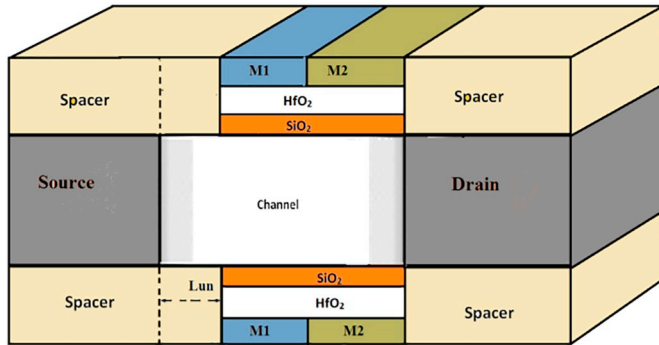 M1 M2
Spacer HfO₂ Spacer
SiO₂
Source Channel Drain
SiO₂
Spacer Lun HfO₂ Spacer
M1 M2